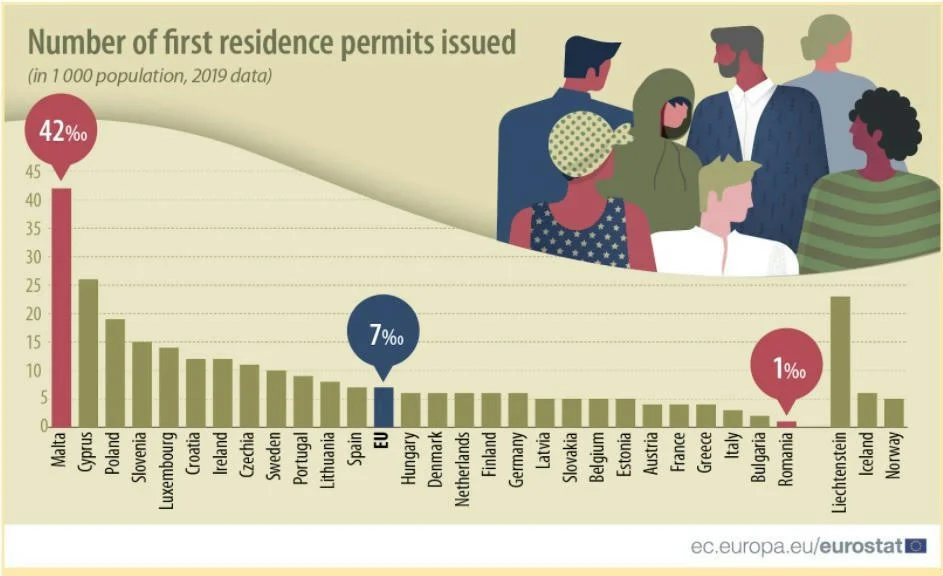 Number of first residence permits issued
(in 1 000 population, 2019 data)
42‰
45
40
35
30
25
20
15
10
5
0
7‰
1‰
Malta
Cyprus
Poland
Slovenia
Luxembourg
Croatia
Ireland
Czechia
Sweden
Portugal
Lithuania
Spain
EU
Hungary
Denmark
Netherlands
Finland
Germany
Latvia
Slovakia
Belgium
Estonia
Austria
France
Greece
Italy
Bulgaria
Romania
Liechtenstein
Iceland
Norway
ec.europa.eu/eurostat